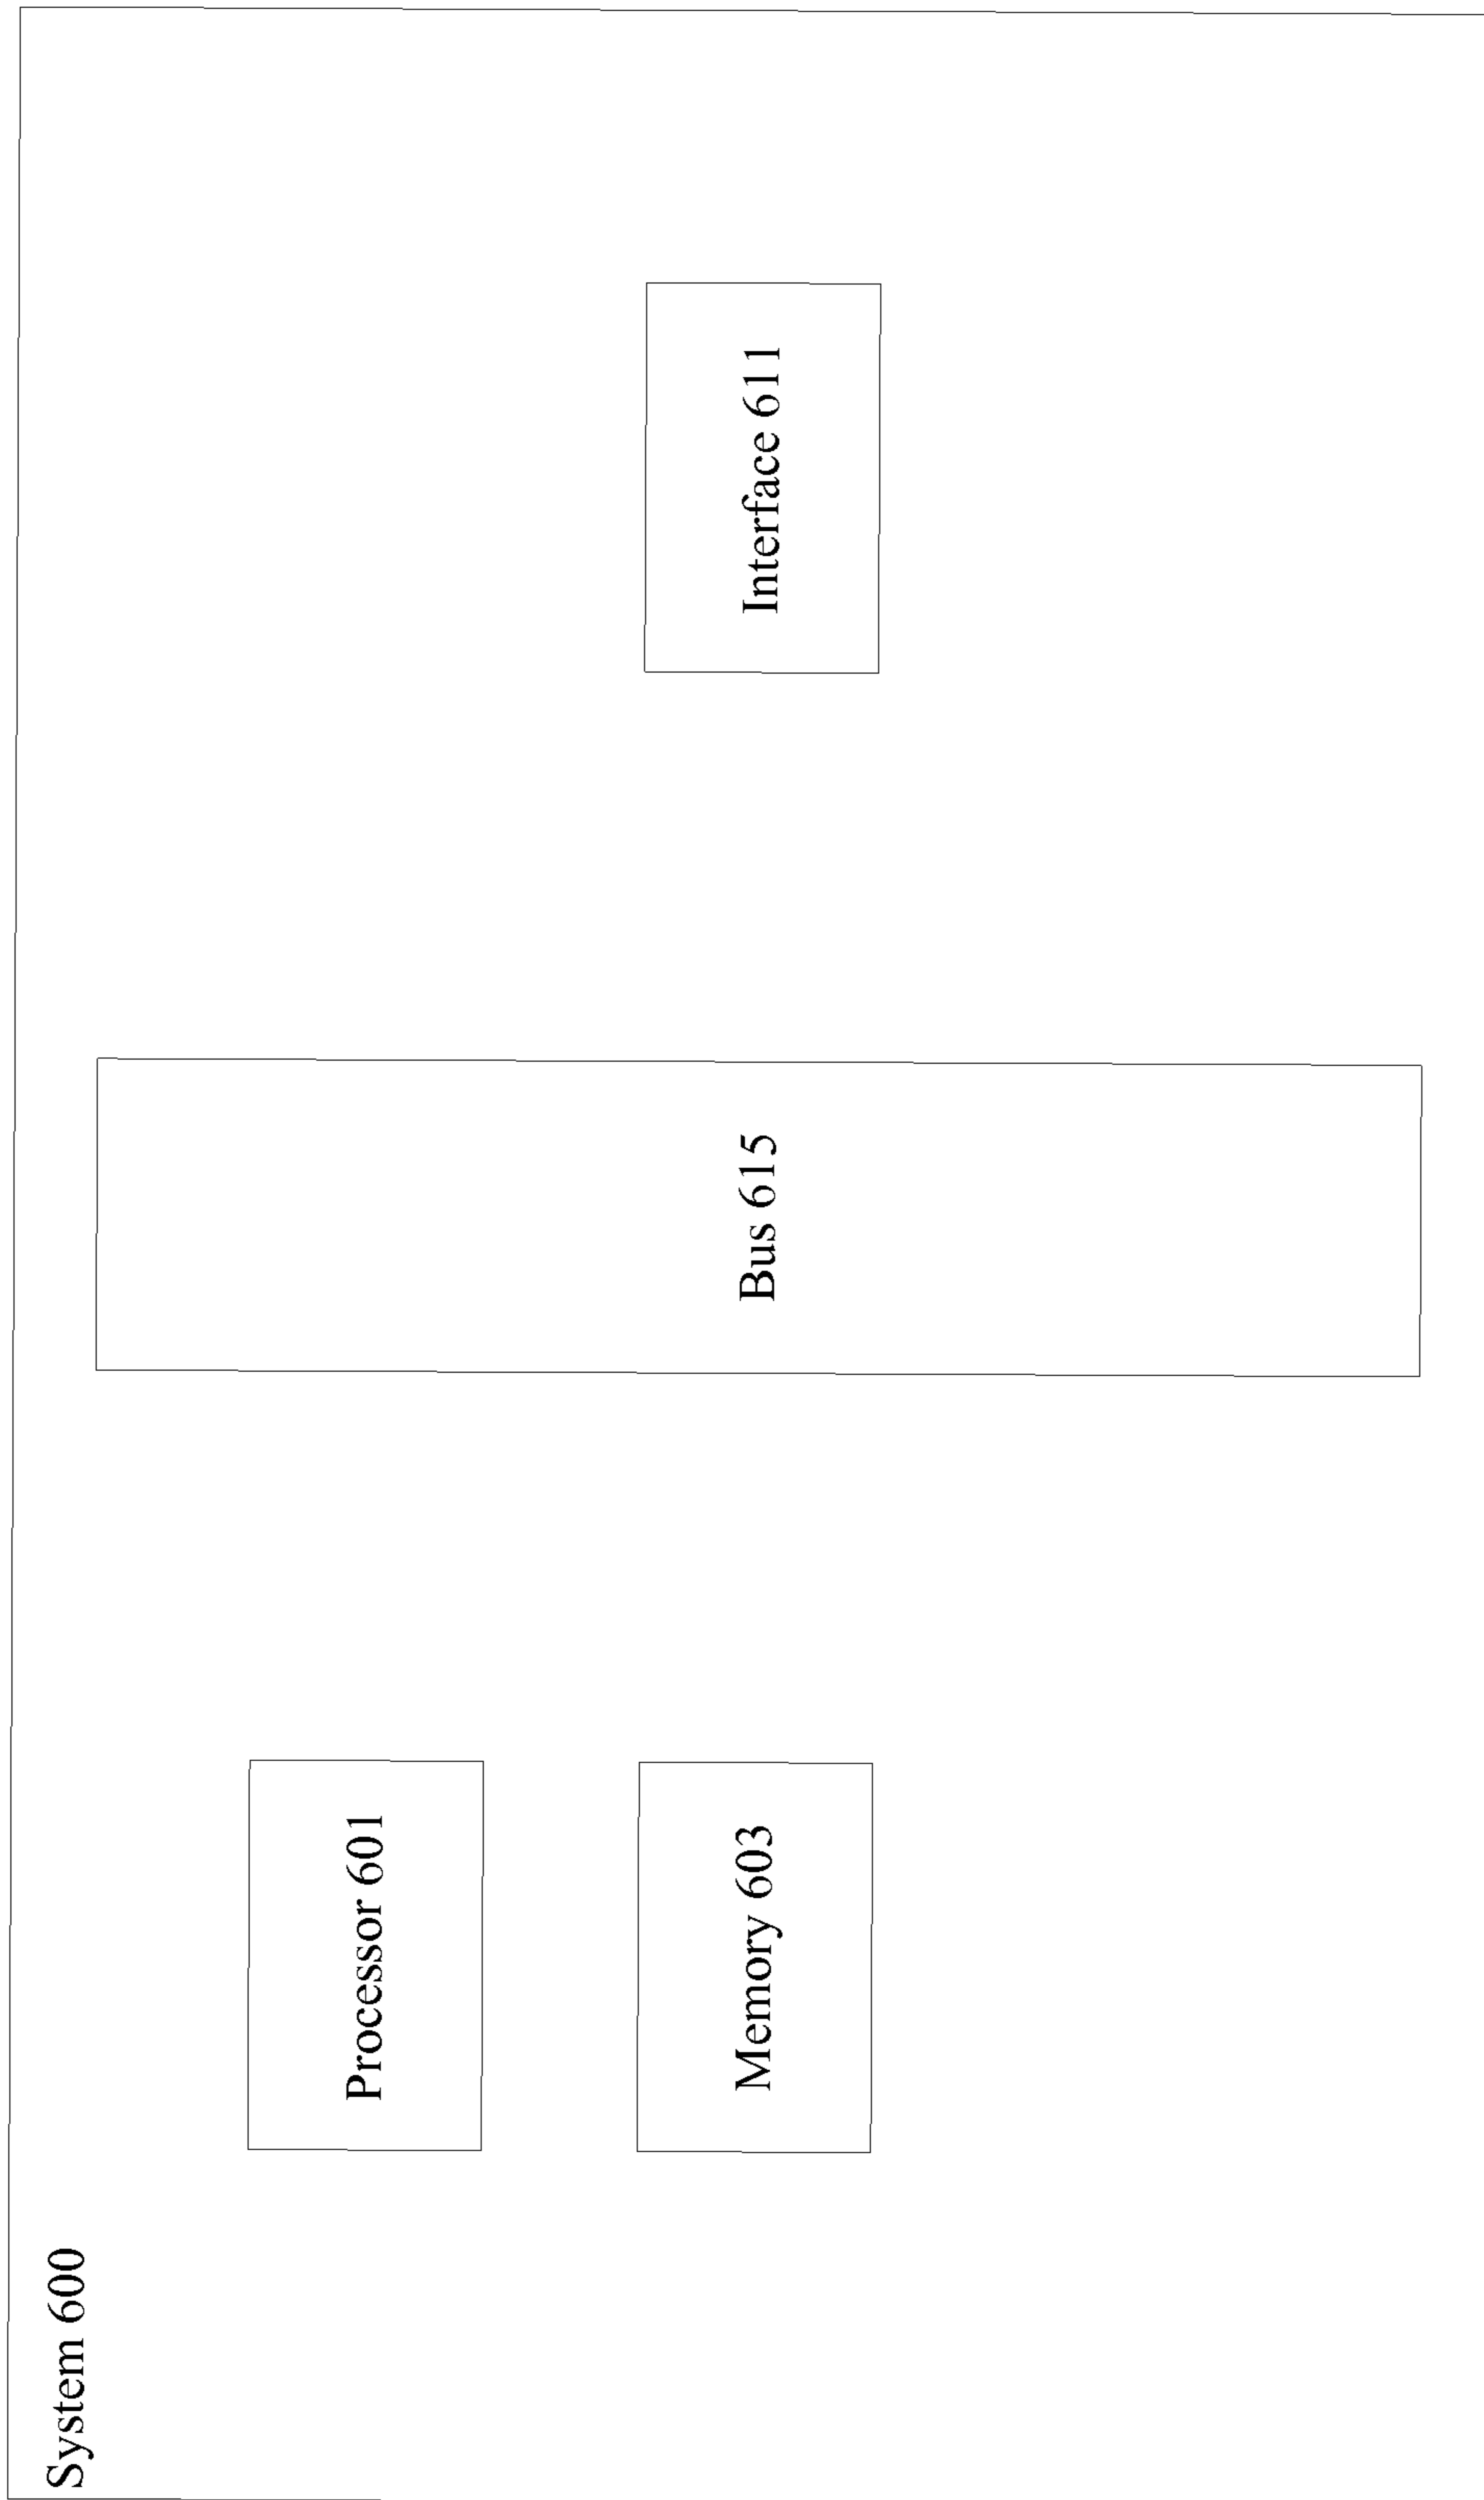 System 600
Processor 601
Memory 603
Bus 615
Interface 611